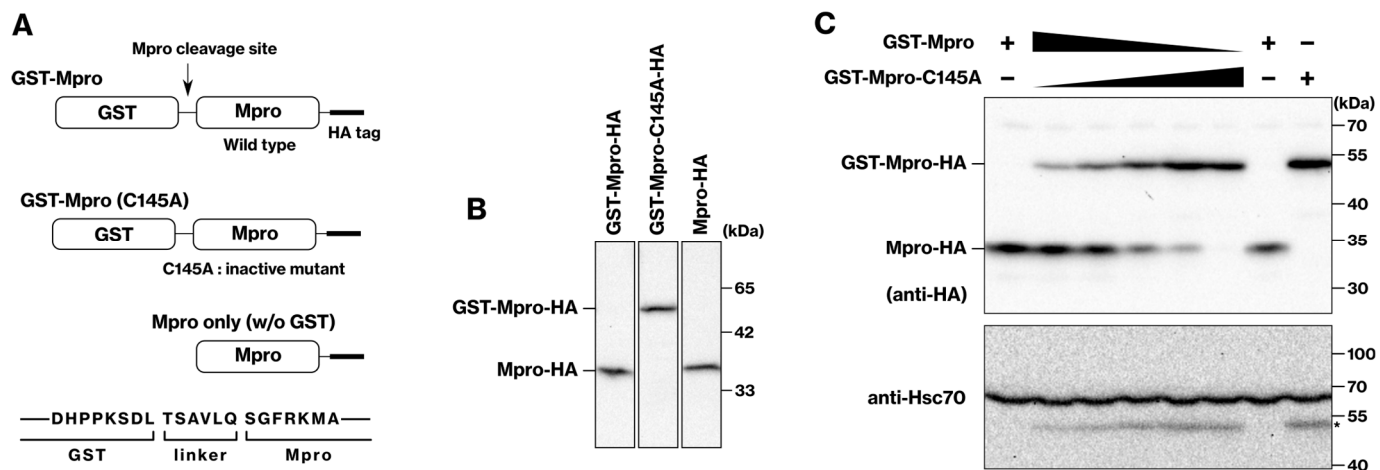 A
Mpro cleavage site
GST-Mpro
GST
Mpro
HA tag
Wild type
GST-Mpro (C145A)
GST
Mpro
C145A : inactive mutant
Mpro only (w/o GST)
Mpro
DHPPKSDL TSAVLQ SGFRKMA
GST linker Mpro
B
GST-Mpro-HA
GST-Mpro-C145A-HA
Mpro-HA
(kDa)
65
GST-Mpro-HA
42
Mpro-HA
33
C
GST-Mpro + + –
GST-Mpro-C145A – – +
(kDa)
70
GST-Mpro-HA
55
40
Mpro-HA
35
(anti-HA)
30
100
70
anti-Hsc70
55
*
40